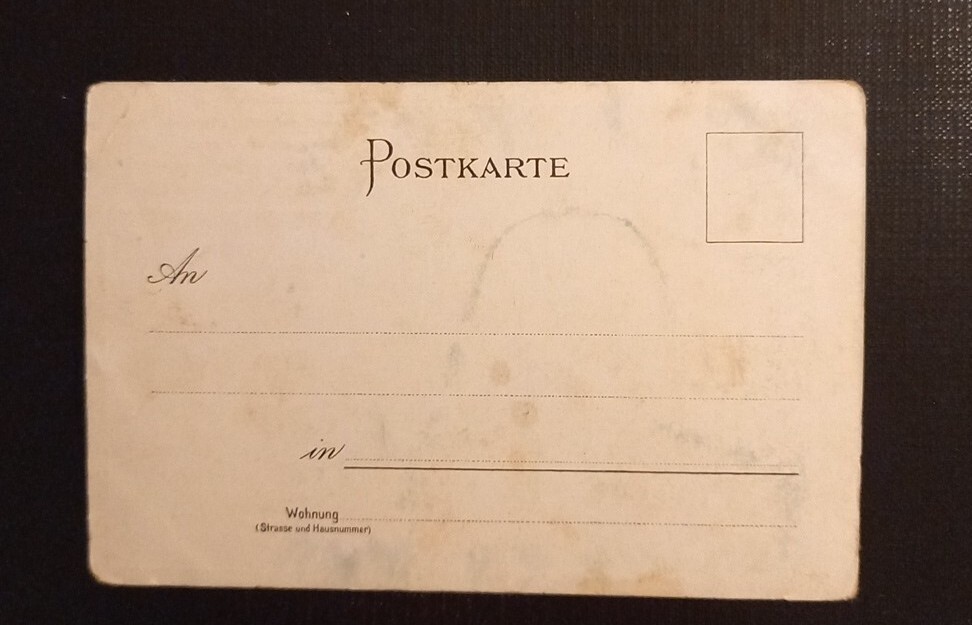 POSTKARTE
An
in
Wohnung
(Strasse und Hausnummer)